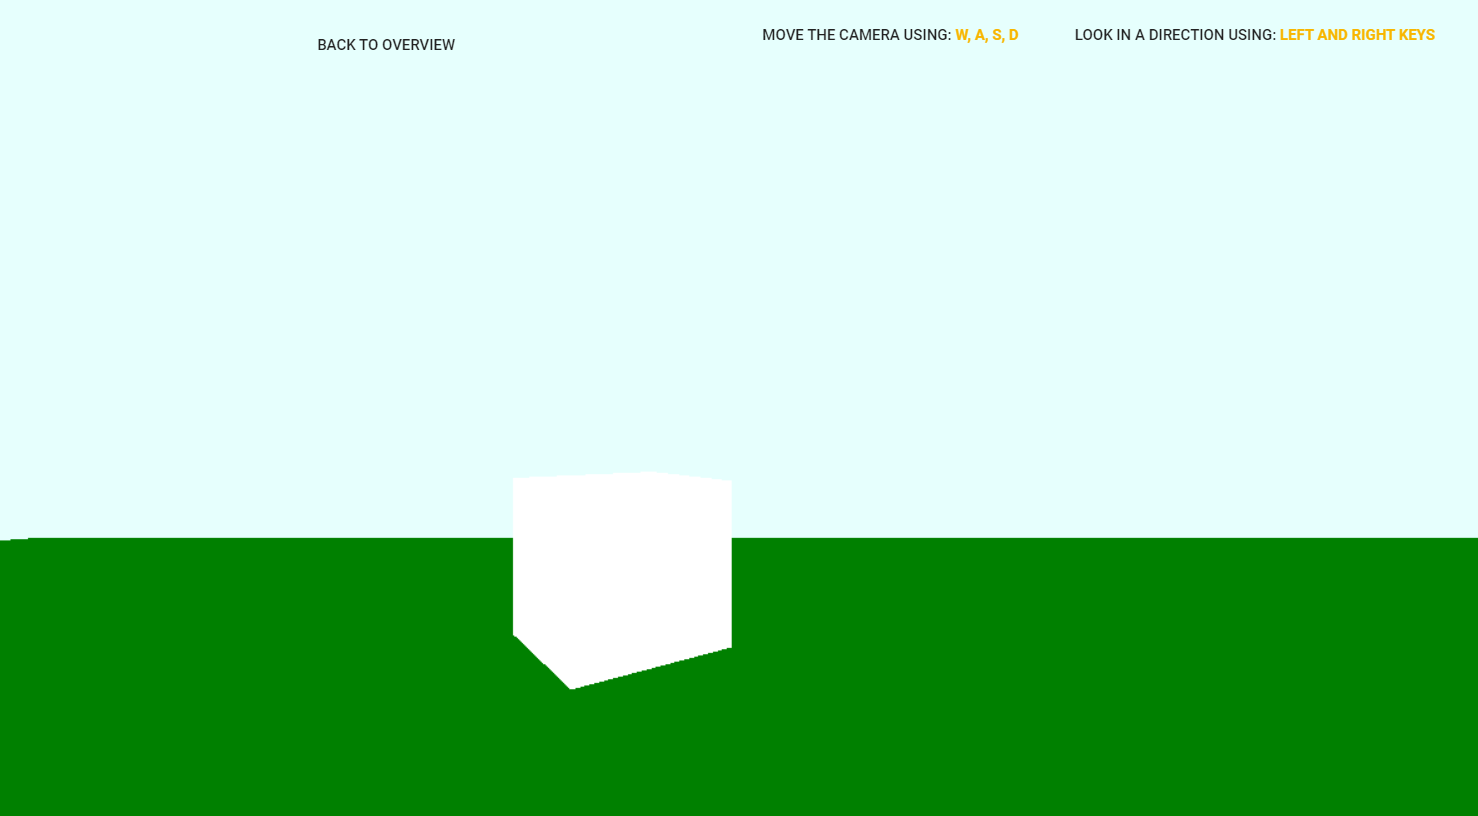 BACK TO OVERVIEW
MOVE THE CAMERA USING: W, A, S, D
LOOK IN A DIRECTION USING: LEFT AND RIGHT KEYS